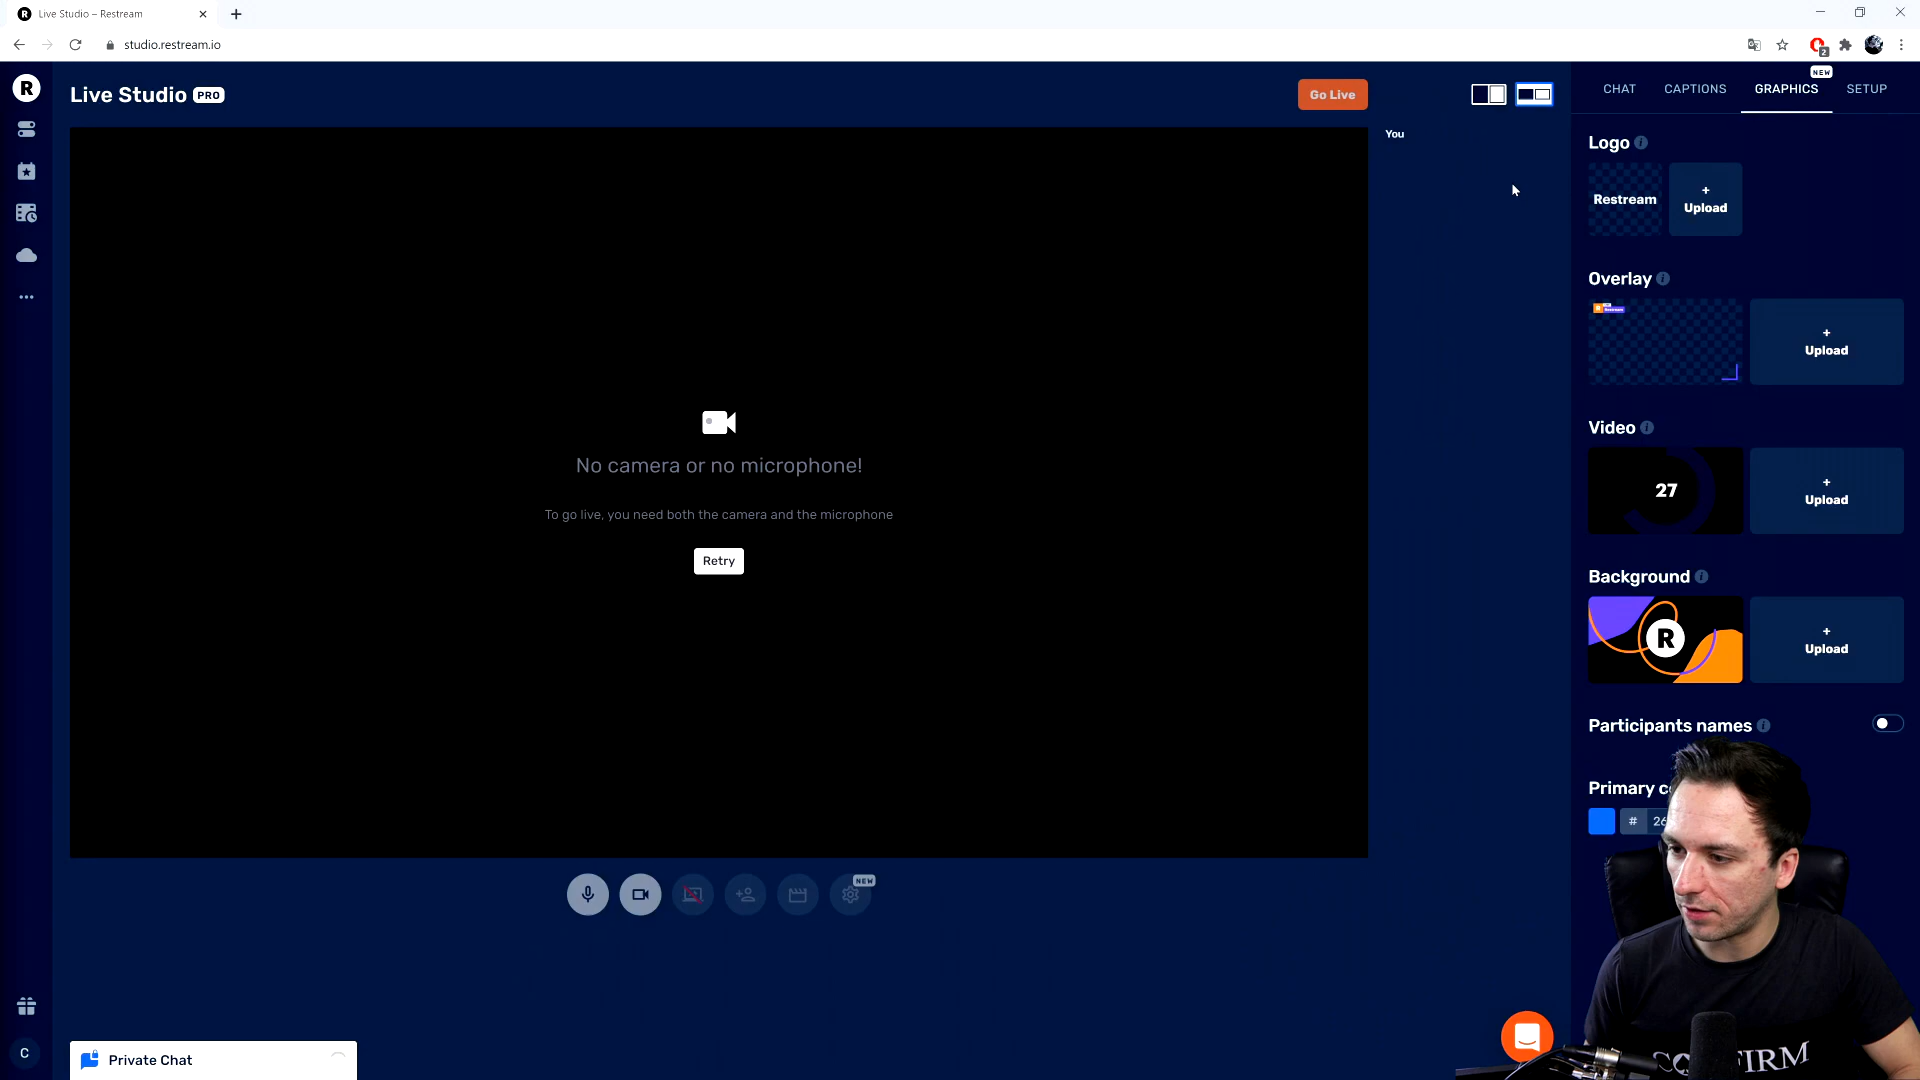 Live Studio – Restream
studio.restream.io
2
R
Live Studio PRO
Go Live
You
NEW
CHAT
CAPTIONS
GRAPHICS
SETUP
Logo
Restream
+
Upload
Overlay
+
Upload
Video
27
+
Upload
Background
R
+
Upload
Participants names
Primary
#
No camera or no microphone!
To go live, you need both the camera and the microphone
Retry
NEW
C
Private Chat